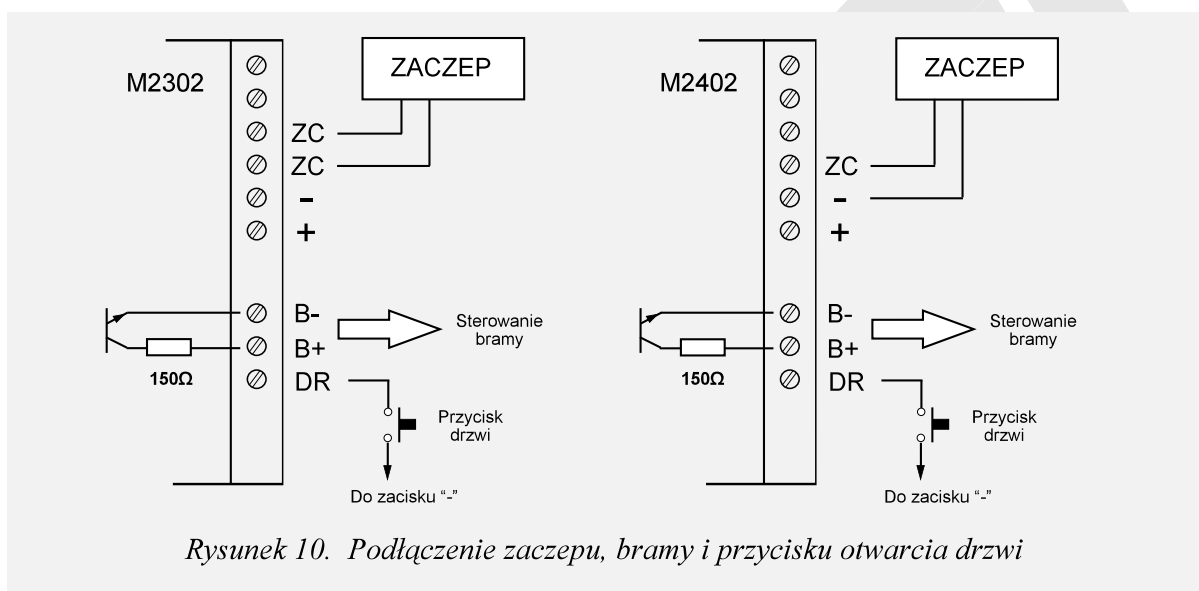 M2302
ZACZEP
ZC
ZC
-
+
B-
B+
DR
150Ω
Sterowanie
bramy
Przycisk
drzwi
Do zacisku “-”
M2402
ZACZEP
ZC
-
+
B-
B+
DR
150Ω
Sterowanie
bramy
Przycisk
drzwi
Do zacisku “-”
Rysunek 10. Podłączenie zaczepu, bramy i przycisku otwarcia drzwi